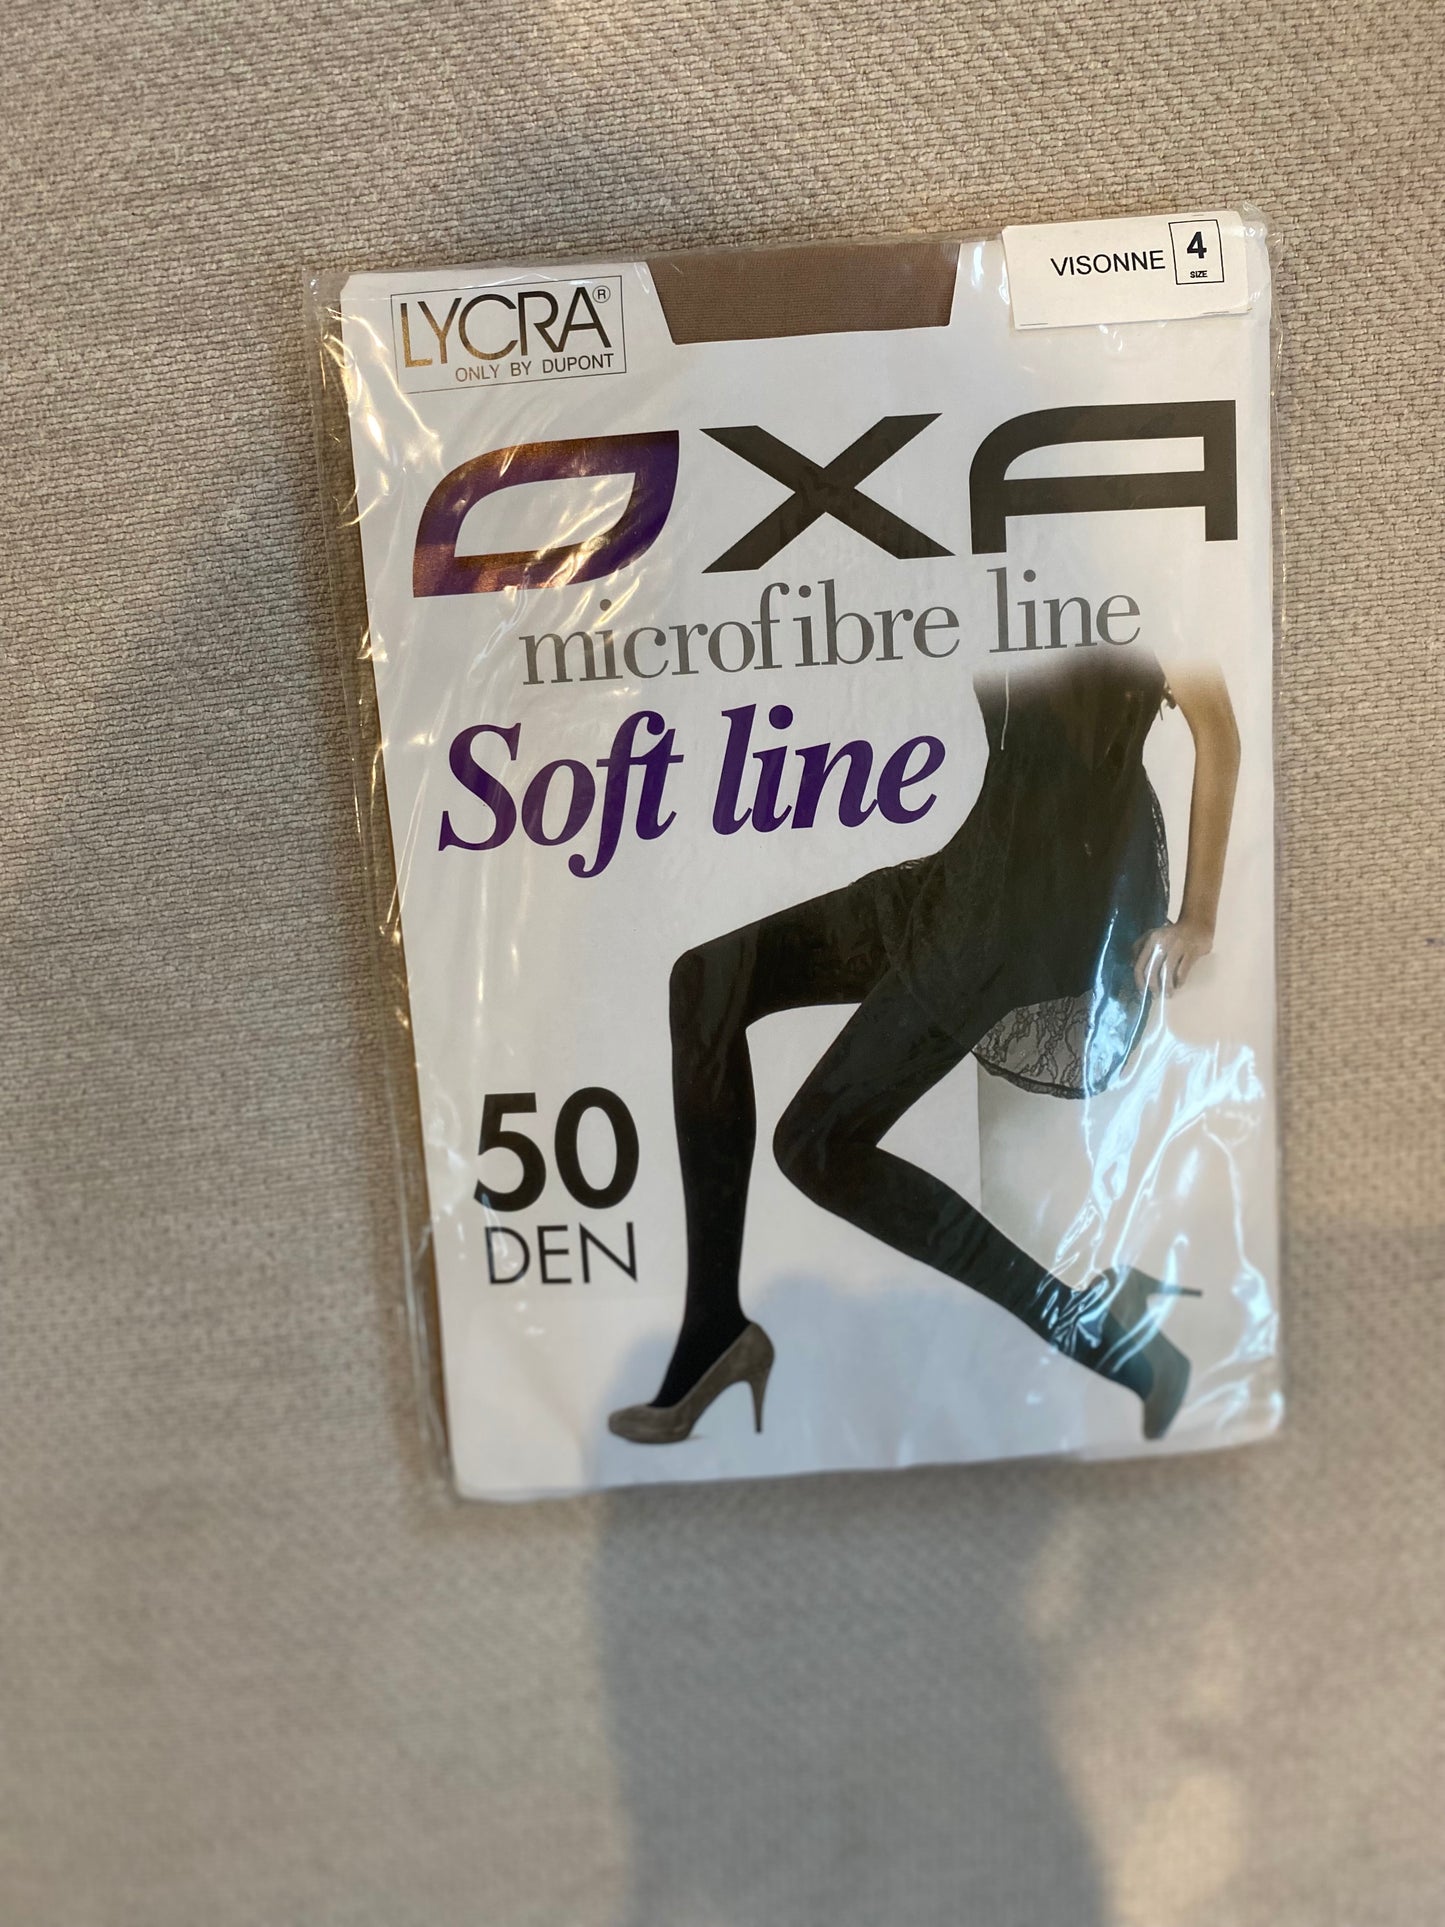 VISONNE 4
SIZE
LYCRA®
ONLY BY DUPONT
OXA
microfibre line
Soft line
50
DEN